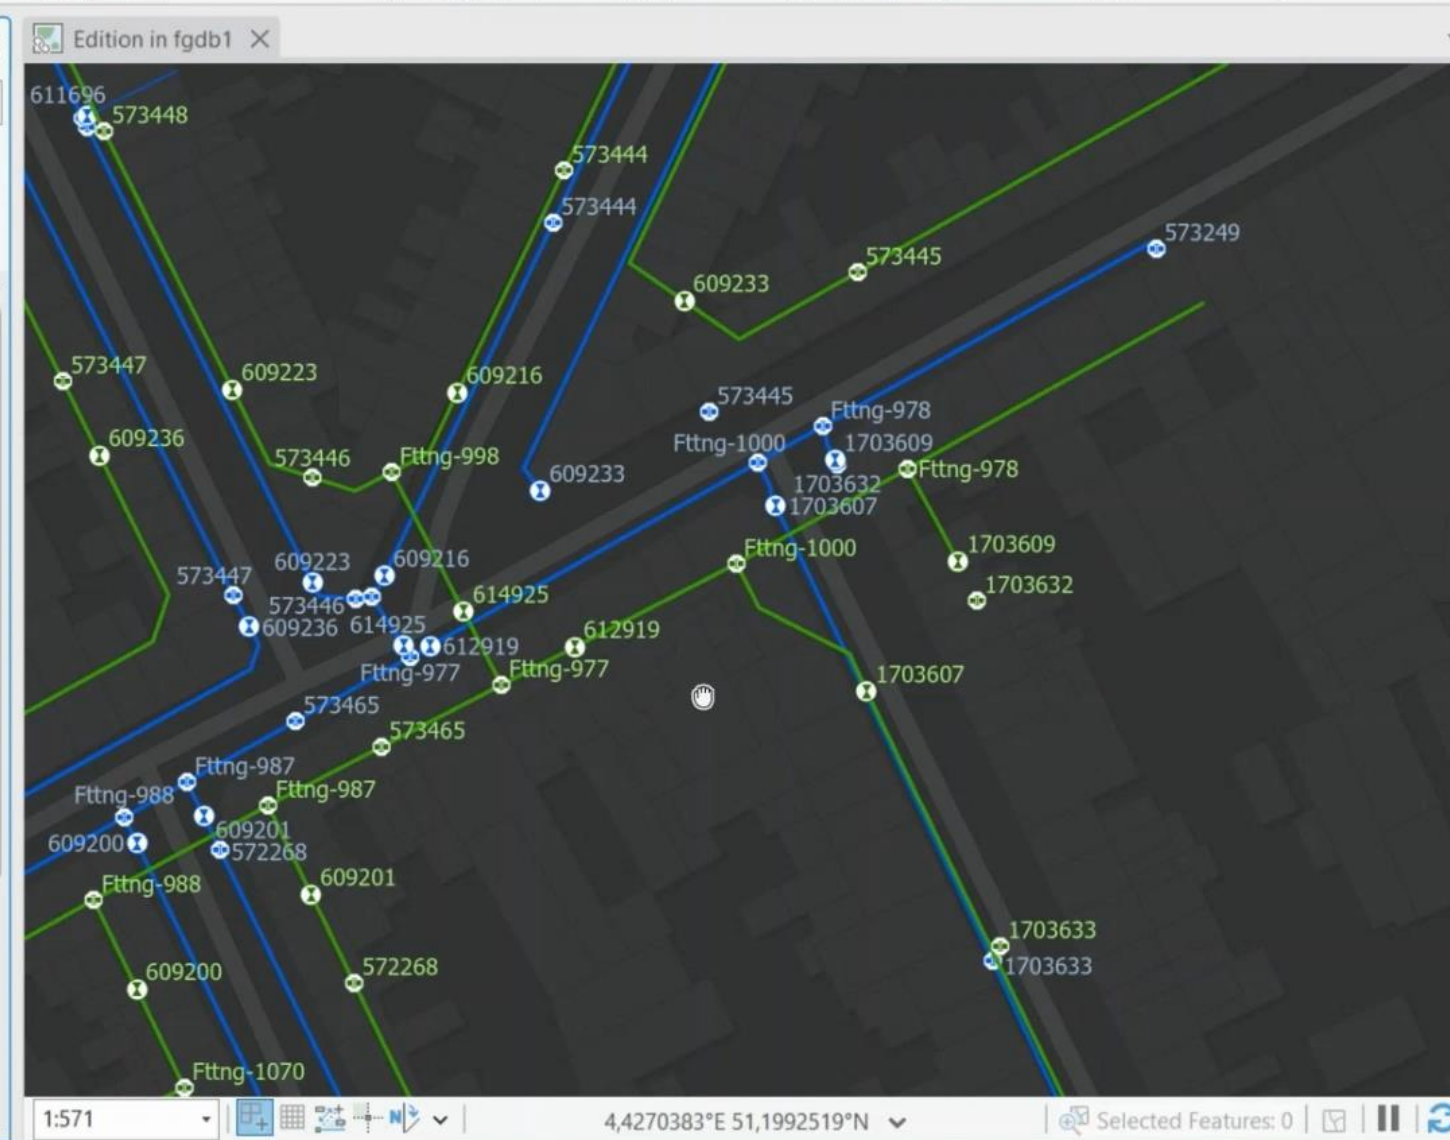 Edition in fgdb1
611696
573448
573444
573444
573249
573445
609233
573447
609223
609216
573445
Fttng-978
609236
573446
Fttng-998
Fttng-1000
1703609
609233
Fttng-978
1703632
1703607
609223
609216
Fttng-1000
1703609
573447
1703632
573446
614925
609236
614925
612919
612919
Fttng-977
Fttng-977
1703607
573465
573465
Fttng-987
Fttng-988
Fttng-987
609201
609200
572268
609201
Fttng-988
1703633
1703633
609200
572268
Fttng-1070
1:571
4,4270383°E 51,1992519°N
Selected Features: 0